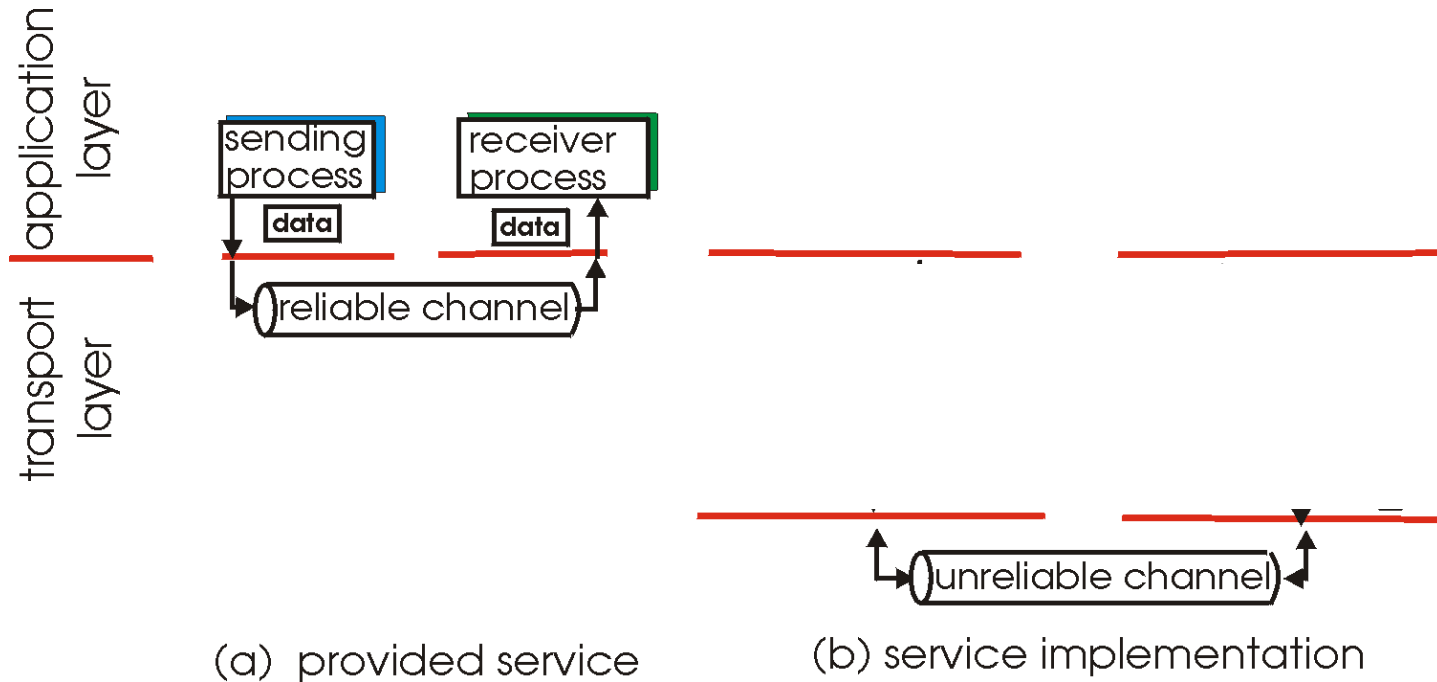 application
layer
transport
layer
sending
process
receiver
process
data
data
reliable channel
unreliable channel
(a) provided service
(b) service implementation